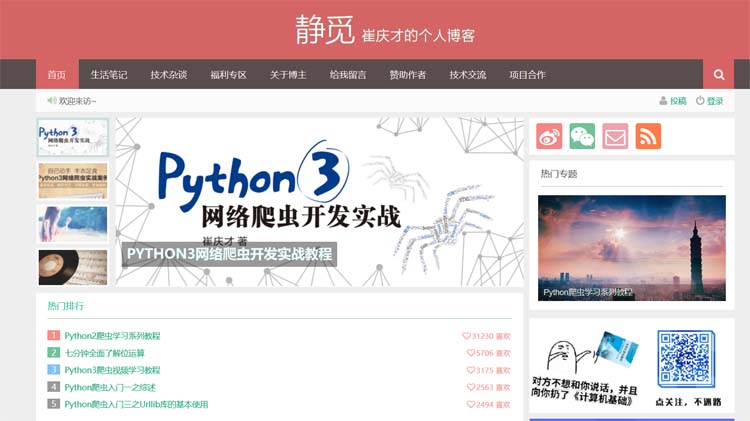 静觅 崔庆才的个人博客
首页 生活笔记 技术杂谈 福利专区 关于博主 给我留言 赞助作者 技术交流 项目合作
欢迎来访~ 投稿 登录
Python 3
自己动手 丰衣足食
Python3网络爬虫实战案例
Python 3
网络爬虫开发实战
崔庆才 著
PYTHON3网络爬虫开发实战教程
热门专题
Python爬虫学习系列教程
对方不想和你说话，并且
向你扔了《计算机基础》
点关注，不迷路
热门排行
1 Python2爬虫学习系列教程 31230 喜欢
2 七分钟全面了解位运算 5706 喜欢
3 Python3爬虫视频学习教程 3175 喜欢
4 Python爬虫入门一之综述 2563 喜欢
5 Python爬虫入门三之Urllib库的基本使用 2494 喜欢